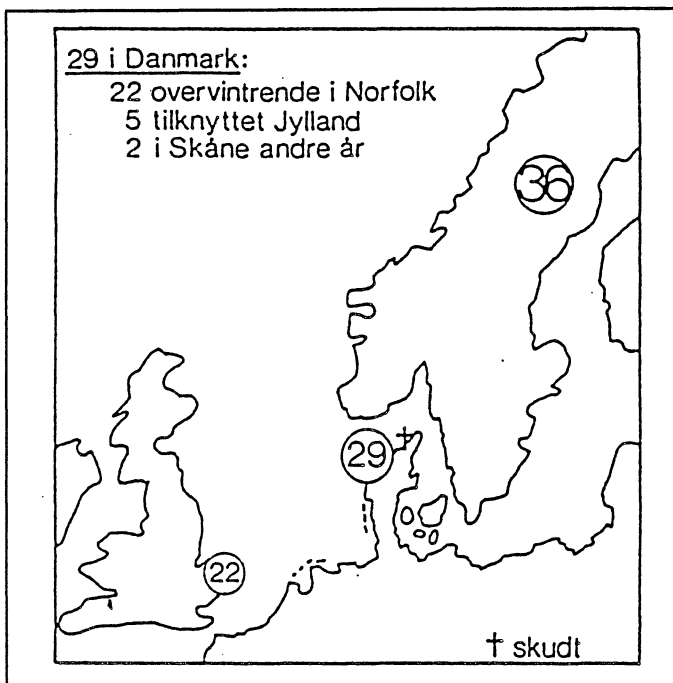 29 i Danmark:
22 overvintrende i Norfolk
5 tilknyttet Jylland
2 i Skåne andre år
36
29
22
† skudt